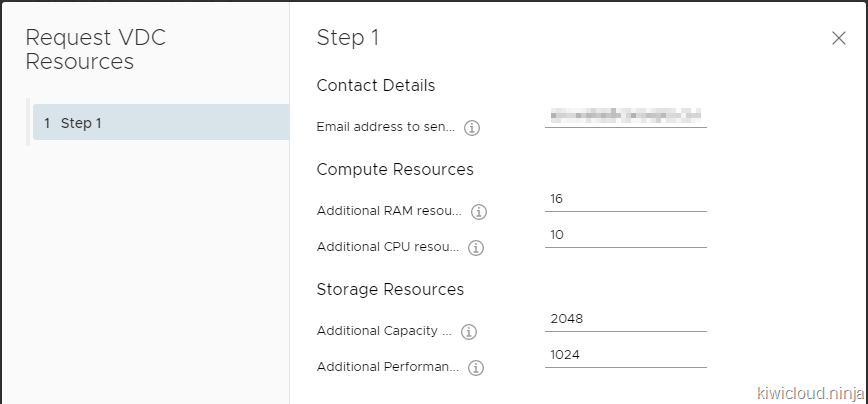 Request VDC
Resources
1 Step 1
Step 1
Contact Details
Email address to sen...
Compute Resources
Additional RAM resou...
16
Additional CPU resou...
10
Storage Resources
Additional Capacity ...
2048
Additional Performan...
1024
kiwicloud.ninja